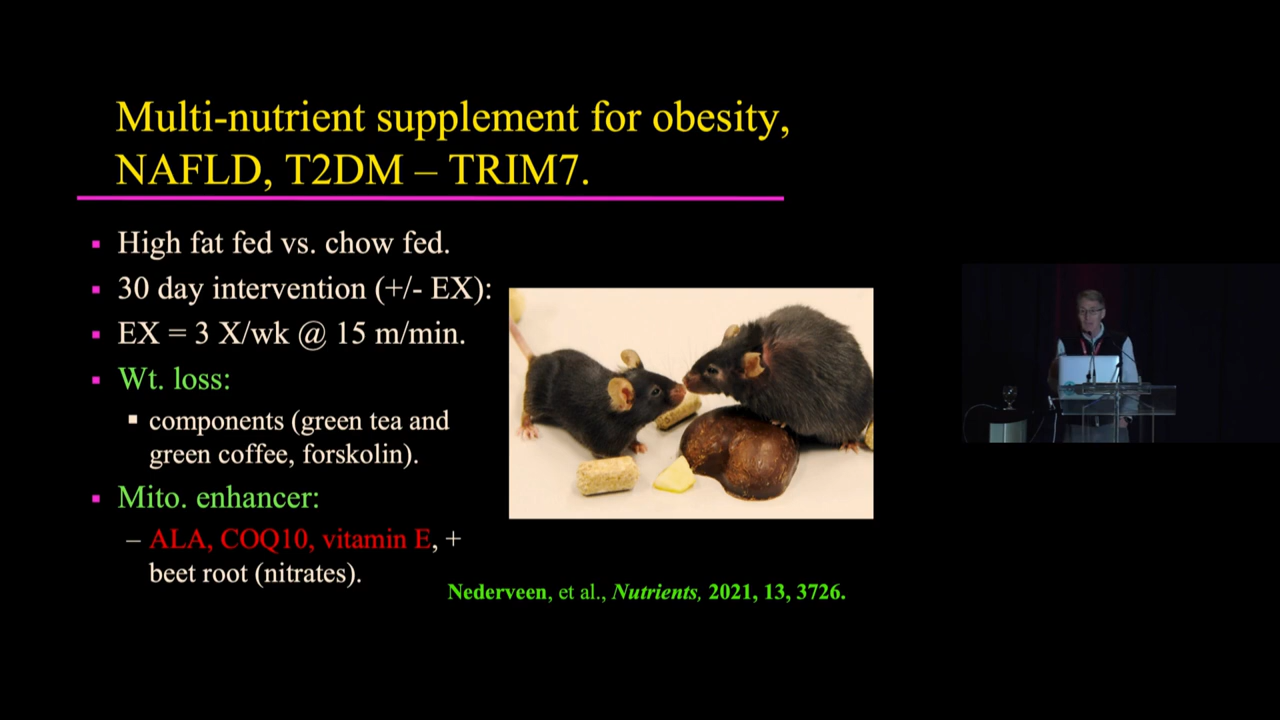 Multi-nutrient supplement for obesity,
NAFLD, T2DM – TRIM7.
▪ High fat fed vs. chow fed.
▪ 30 day intervention (+/- EX):
▪ EX = 3 X/wk @ 15 m/min.
▪ Wt. loss:
▪ components (green tea and
green coffee, forskolin).
▪ Mito. enhancer:
– ALA, COQ10, vitamin E, +
beet root (nitrates).
Nederveen, et al., Nutrients, 2021, 13, 3726.